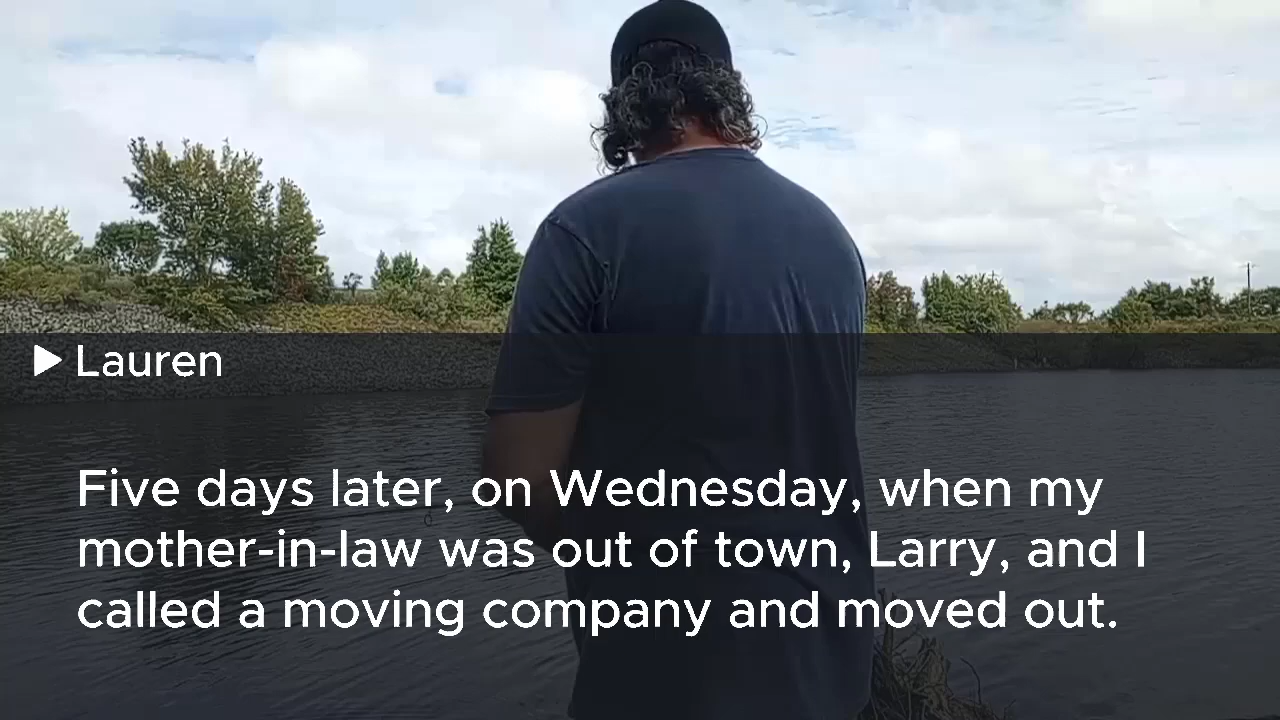 Lauren
Five days later, on Wednesday, when my
mother-in-law was out of town, Larry, and I
called a moving company and moved out.